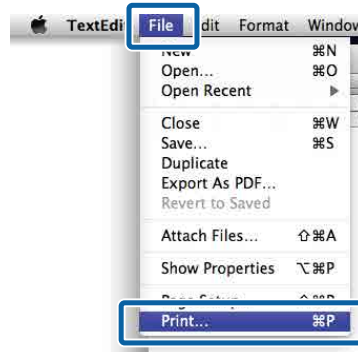 TextEdi File dit Format Window
New ⌘N
Open... ⌘O
Open Recent ▶
Close ⌘W
Save... ⌘S
Duplicate
Export As PDF...
Revert to Saved
Attach Files... ⇧⌘A
Show Properties ⌥⌘P
Print... ⌘P